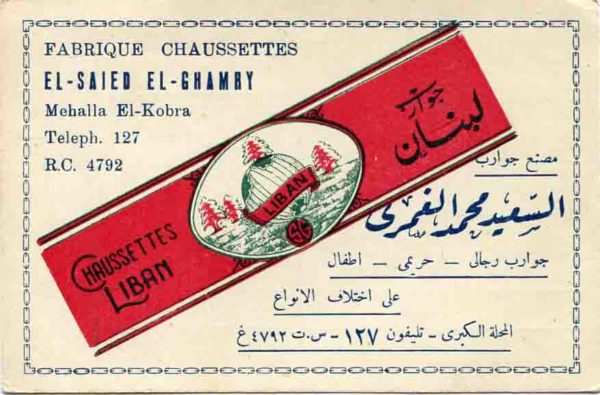 FABRIQUE CHAUSSETTES
EL-SAIED EL-GHAMRY
Mehalla El-Kobra
Teleph. 127
R.C. 4792
جوارب
لبنان
LIBAN
SG
CHAUSSETTES
LIBAN
مصنع جوارب
السعيد محمد الغمرى
جوارب رجالى - حريمى - اطفال
على اختلاف الانواع
المحلة الكبرى - تليفون ١٢٧ - س.ت ٤٧٩٢ غ